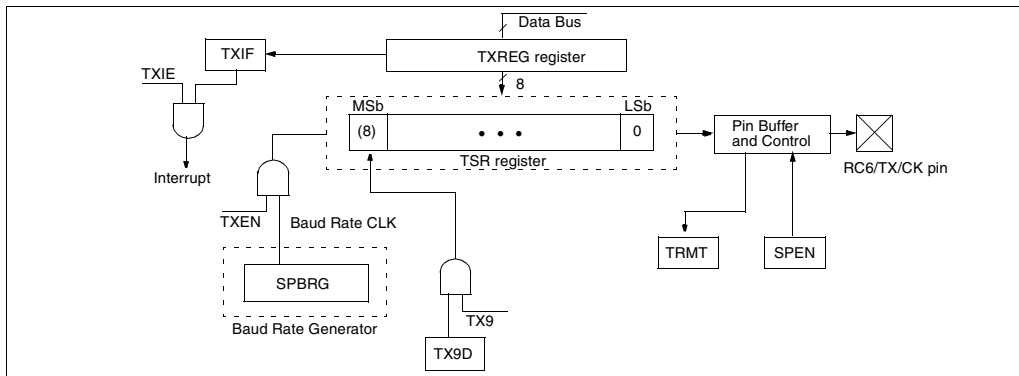 Data Bus
TXIF
TXREG register
TXIE
8
MSb
LSb
(8)
• • •
0
Pin Buffer
and Control
TSR register
Interrupt
RC6/TX/CK pin
TXEN
Baud Rate CLK
TRMT
SPEN
SPBRG
TX9
Baud Rate Generator
TX9D